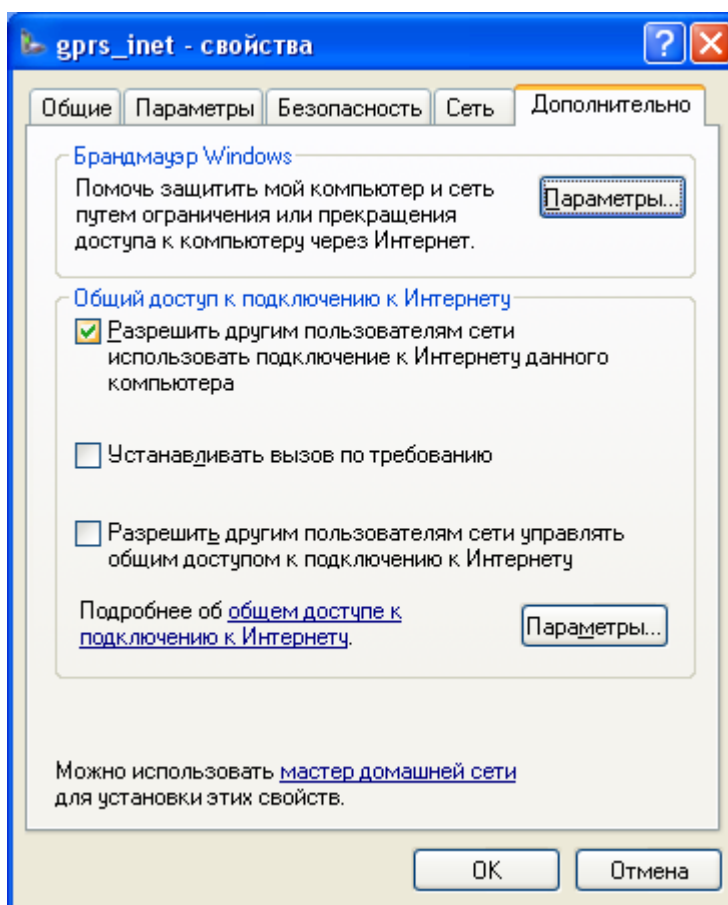 gprs_inet - свойства
Общие Параметры Безопасность Сеть Дополнительно
Брандмауэр Windows
Помочь защитить мой компьютер и сеть
путем ограничения или прекращения
доступа к компьютеру через Интернет.
Параметры...
Общий доступ к подключению к Интернету
Разрешить другим пользователям сети
использовать подключение к Интернету данного
компьютера
Устанавливать вызов по требованию
Разрешить другим пользователям сети управлять
общим доступом к подключению к Интернету
Подробнее об общем доступе к
подключению к Интернету.
Параметры...
Можно использовать мастер домашней сети
для установки этих свойств.
OK Отмена